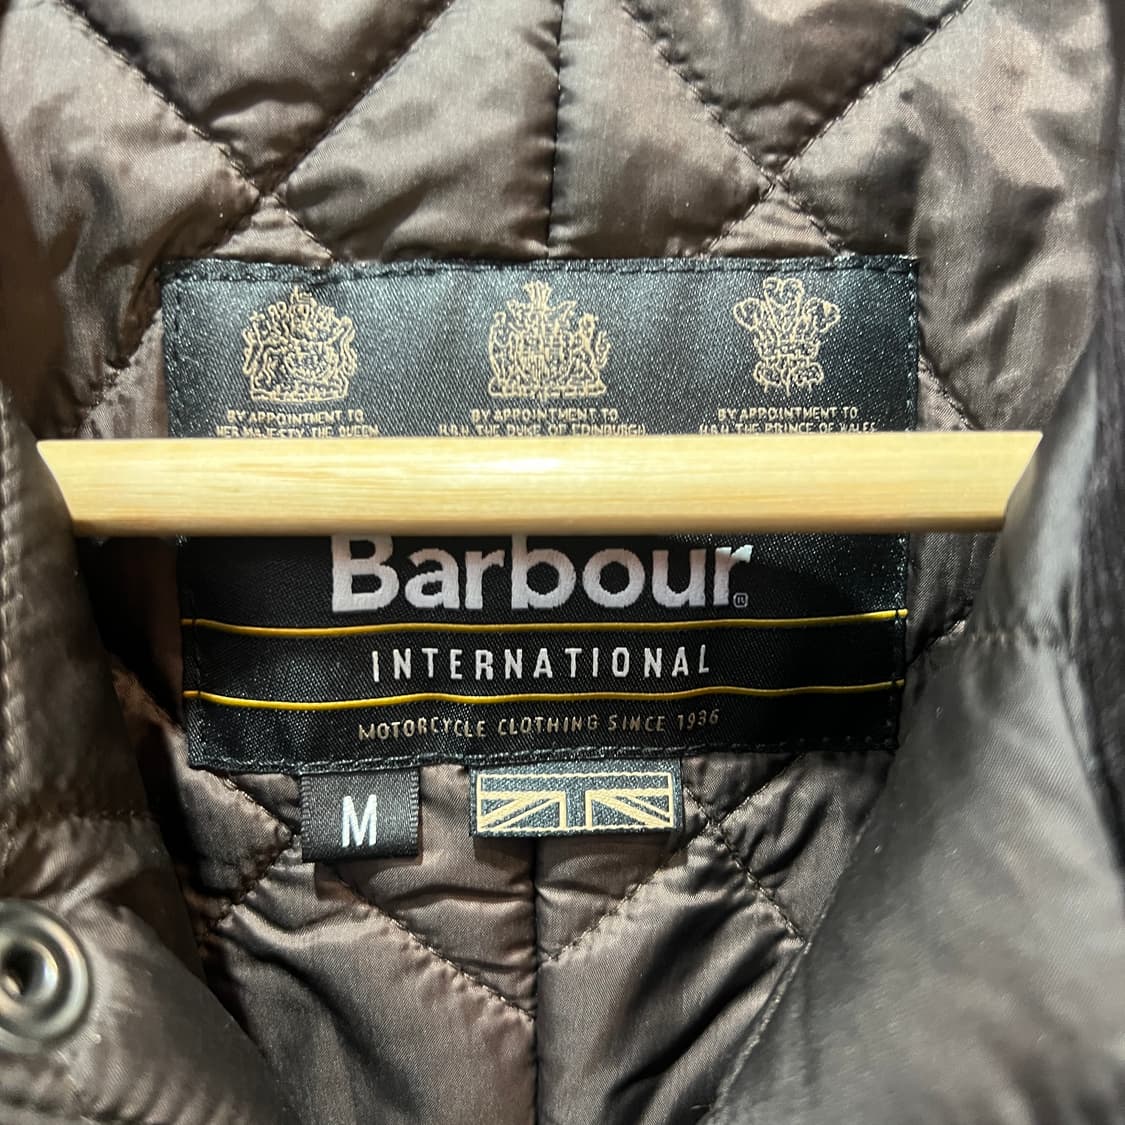 BY APPOINTMENT TO
HER MAJESTY THE QUEEN
BY APPOINTMENT TO
H.R.H. THE DUKE OF EDINBURGH
BY APPOINTMENT TO
H.R.H. THE PRINCE OF WALES
Barbour®
INTERNATIONAL
MOTORCYCLE CLOTHING SINCE 1936
M